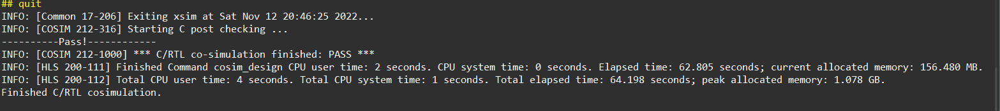 ## quit
INFO: [Common 17-206] Exiting xsim at Sat Nov 12 20:46:25 2022...
INFO: [COSIM 212-316] Starting C post checking ...
----------Pass!------------
INFO: [COSIM 212-1000] *** C/RTL co-simulation finished: PASS ***
INFO: [HLS 200-111] Finished Command cosim_design CPU user time: 2 seconds. CPU system time: 0 seconds. Elapsed time: 62.805 seconds; current allocated memory: 156.480 MB.
INFO: [HLS 200-112] Total CPU user time: 4 seconds. Total CPU system time: 1 seconds. Total elapsed time: 64.198 seconds; peak allocated memory: 1.078 GB.
Finished C/RTL cosimulation.